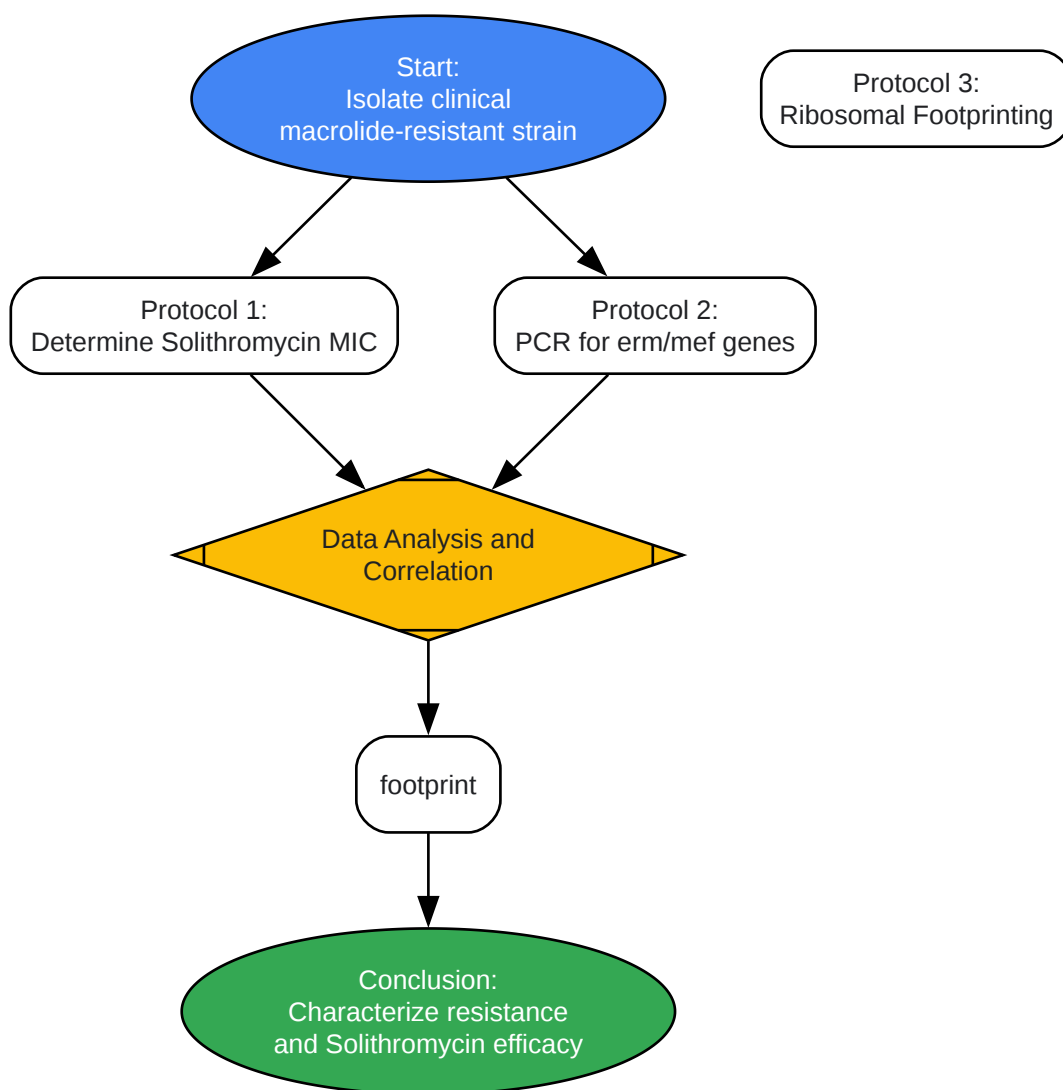 Start:
Isolate clinical
macrolide-resistant strain
Protocol 3:
Ribosomal Footprinting
Protocol 1:
Determine Solithromycin MIC
Protocol 2:
PCR for erm/mef genes
Data Analysis and
Correlation
footprint
Conclusion:
Characterize resistance
and Solithromycin efficacy